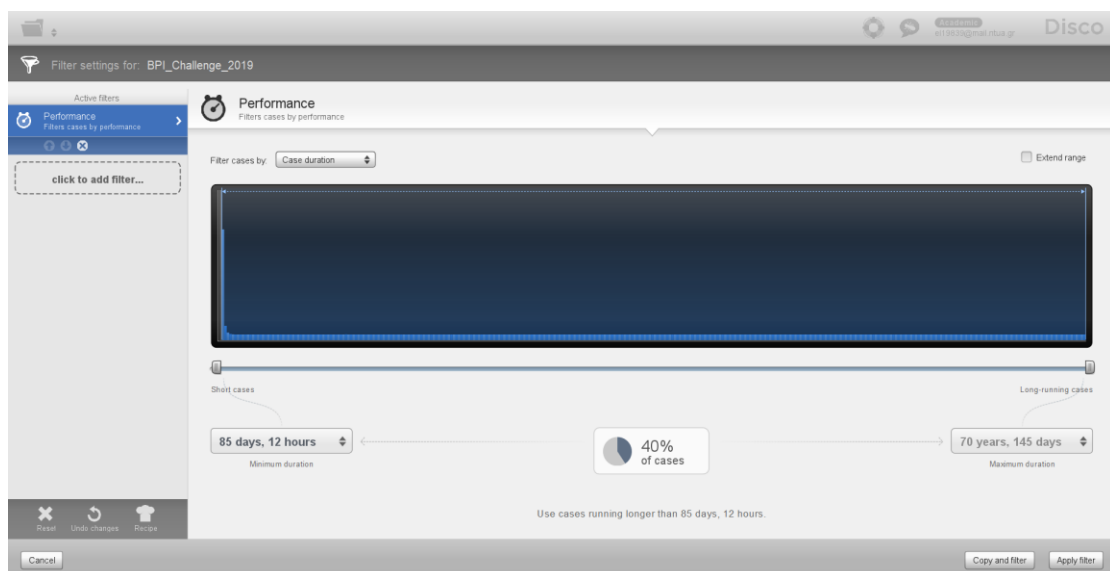 Academic
Disco
Filter settings for: BPI_Challenge_2019
Active filters
Performance
Filters cases by performance
click to add filter...
Performance
Filters cases by performance
Filter cases by: Case duration
Extend range
Short cases
Long-running cases
85 days, 12 hours
Minimum duration
40%
of cases
70 years, 145 days
Maximum duration
Use cases running longer than 85 days, 12 hours.
Reset Undo changes Recipe
Cancel
Copy and filter
Apply filter